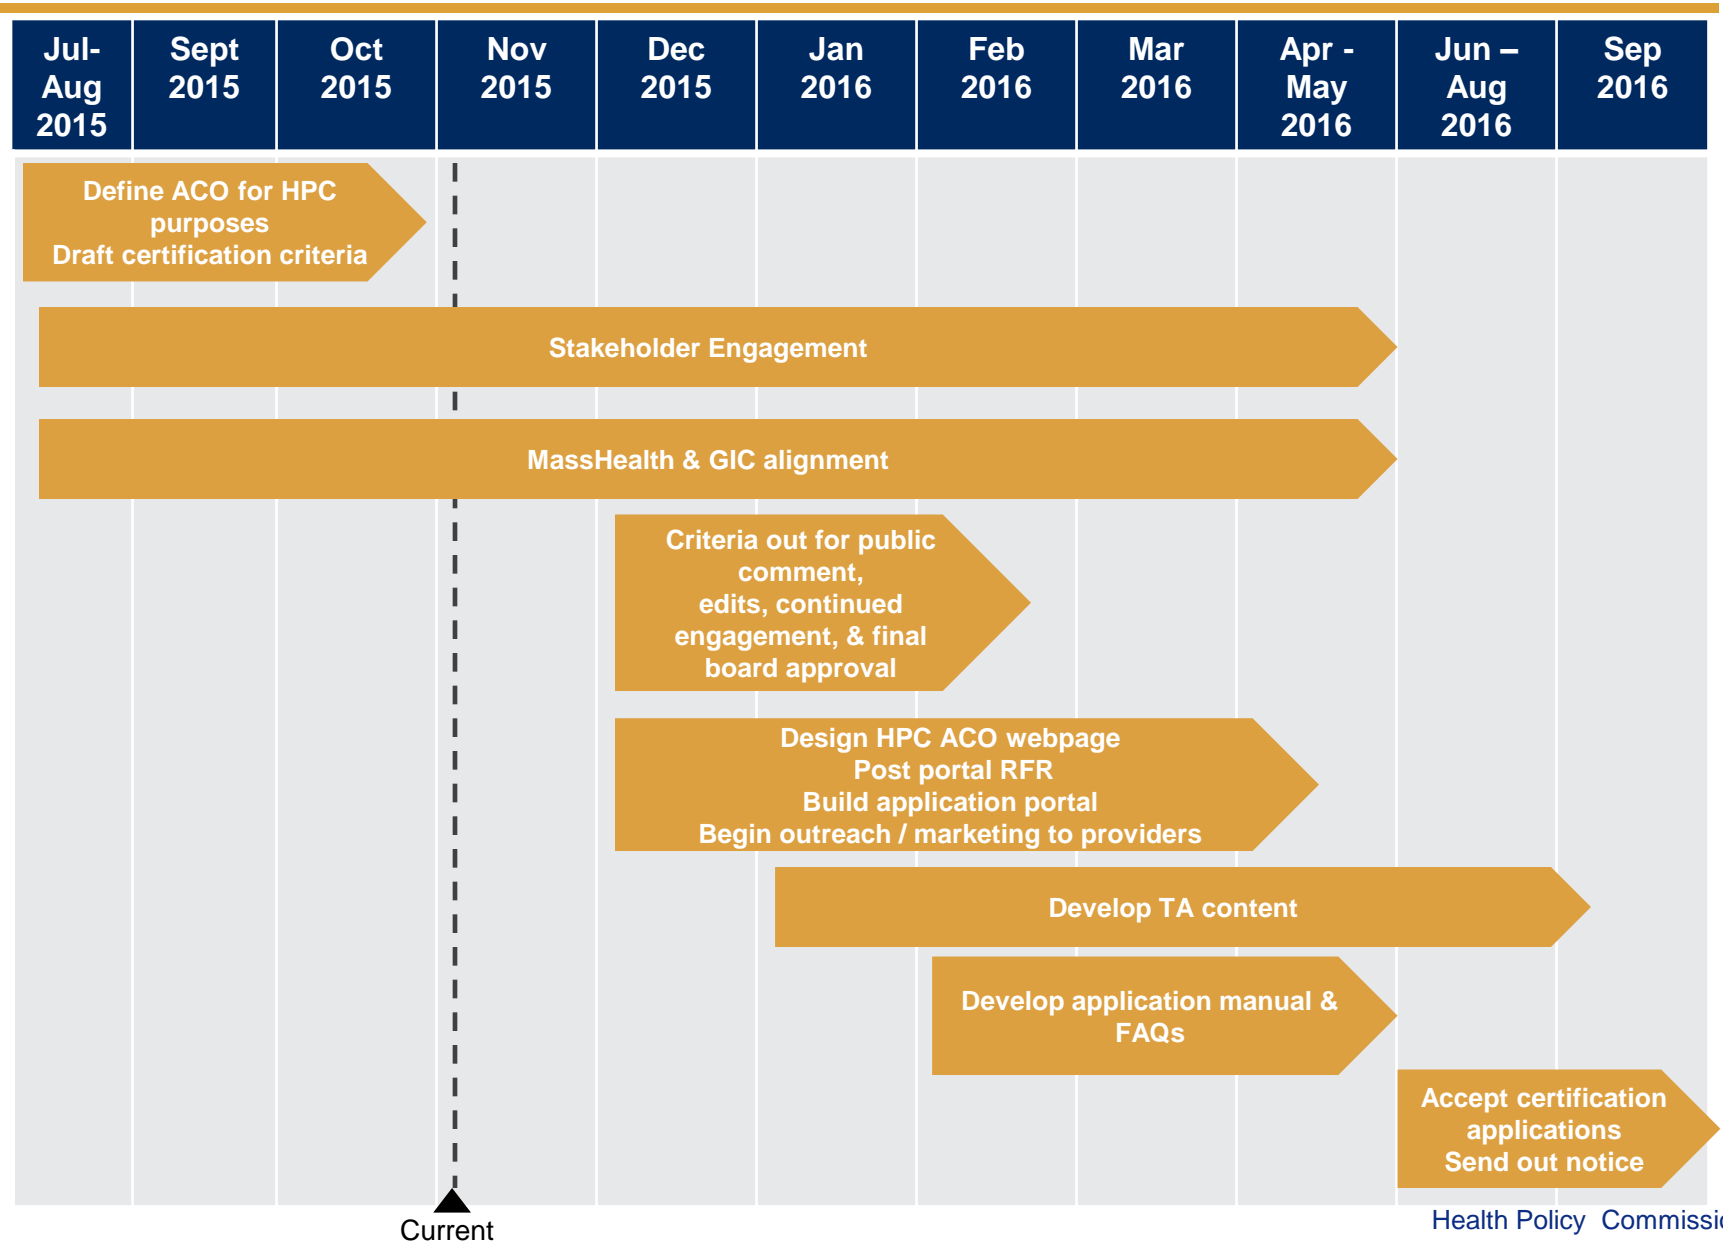 Jul-
Aug
2015
Sept
2015
Oct
2015
Nov
2015
Dec
2015
Jan
2016
Feb
2016
Mar
2016
Apr -
May
2016
Jun –
Aug
2016
Sep
2016
Define ACO for HPC
purposes
Draft certification criteria
Stakeholder Engagement
MassHealth & GIC alignment
Criteria out for public
comment,
edits, continued
engagement, & final
board approval
Design HPC ACO webpage
Post portal RFR
Build application portal
Begin outreach / marketing to providers
Develop TA content
Develop application manual &
FAQs
Accept certification
applications
Send out notice
Current
Health Policy Commissio